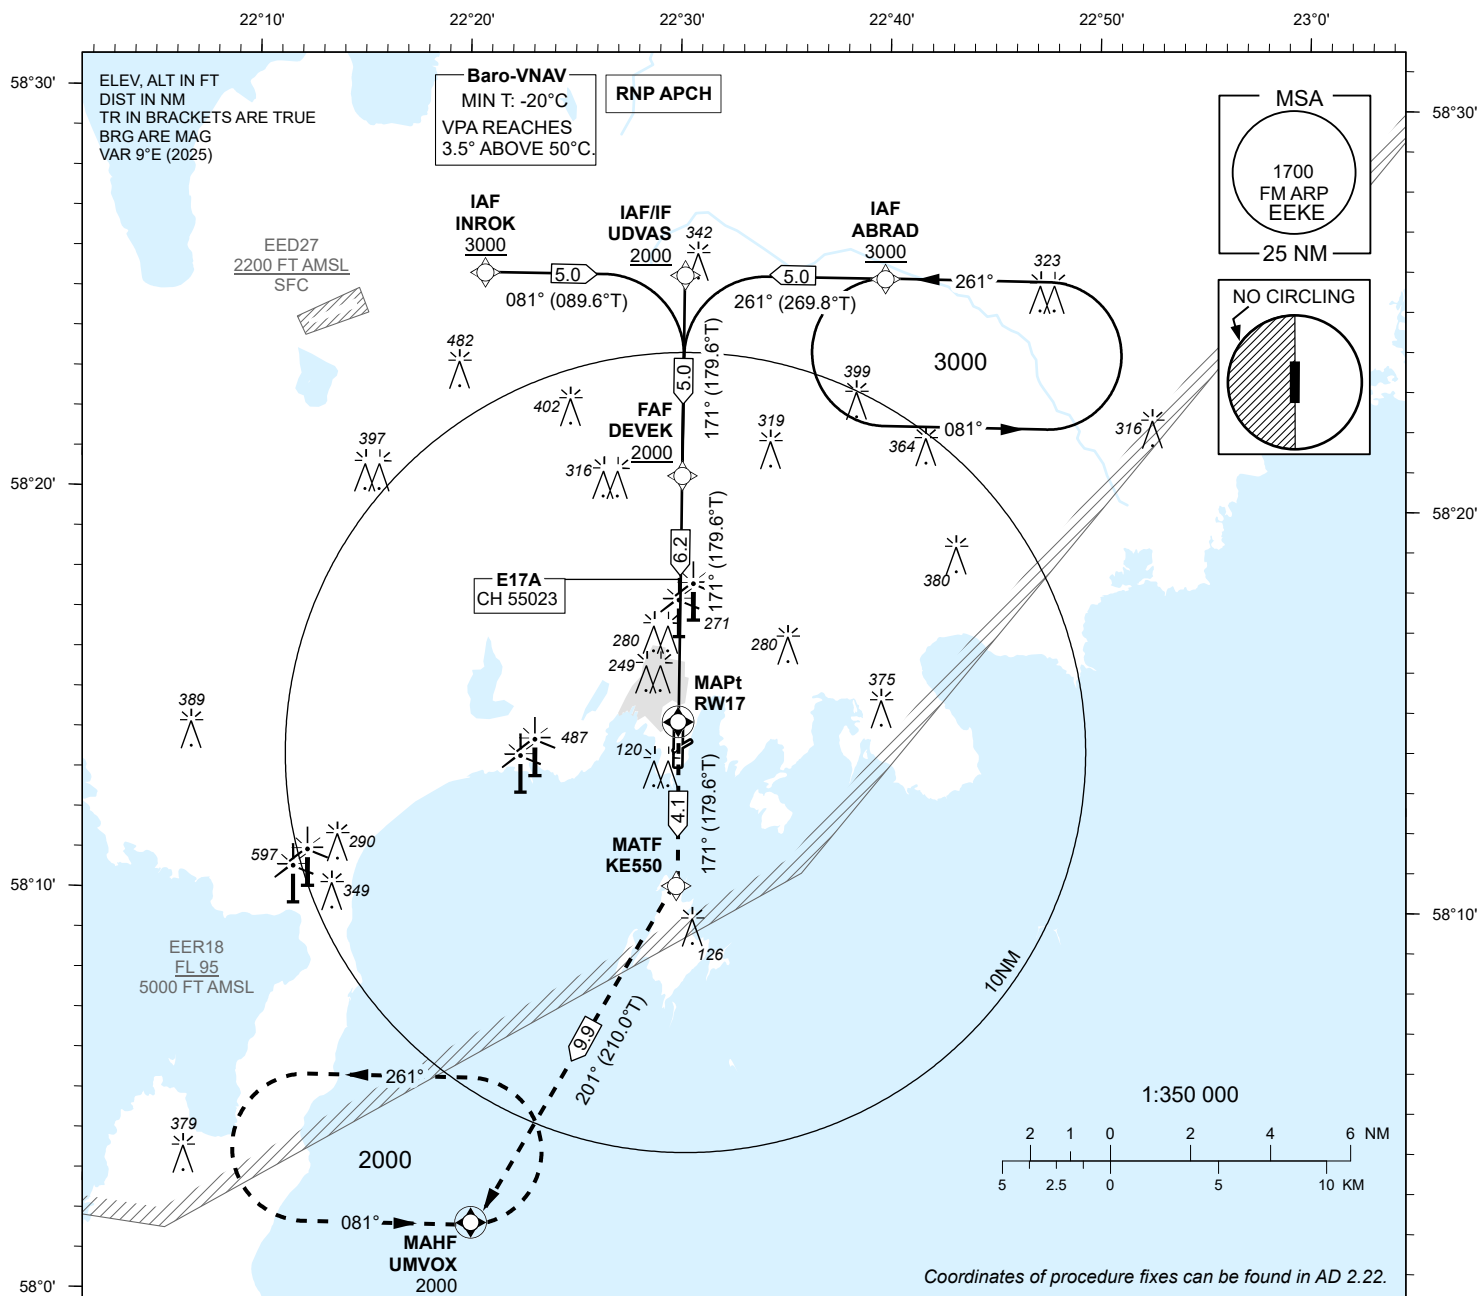 22°10'
22°20'
22°30'
22°40'
22°50'
23°0'
58°30'
ELEV, ALT IN FT
DIST IN NM
TR IN BRACKETS ARE TRUE
BRG ARE MAG
VAR 9°E (2025)
Baro-VNAV
MIN T: -20°C
VPA REACHES
3.5° ABOVE 50°C.
RNP APCH
MSA
1700
FM ARP
EEKE
25 NM
58°30'
NO CIRCLING
IAF
INROK
3000
IAF/IF
UDVAS
2000
342
IAF
ABRAD
3000
EED27
2200 FT AMSL
SFC
5.0
081° (089.6°T)
5.0
261° (269.8°T)
261°
323
3000
081°
482
402
397
5.0
171° (179.6°T)
399
319
364
316
FAF
DEVEK
2000
316
58°20'
58°20'
6.2
171° (179.6°T)
E17A
CH 55023
271
280
249
280
380
375
MAPt
RW17
389
487
120
4.1
171° (179.6°T)
MATF
KE550
597
290
349
58°10'
58°10'
126
EER18
FL 95
5000 FT AMSL
10NM
9.9
201° (210.0°T)
261°
2000
081°
379
MAHF
UMVOX
2000
1:350 000
2 1 0 2 4 6 NM
5 2.5 0 5 10 KM
58°0'
Coordinates of procedure fixes can be found in AD 2.22.